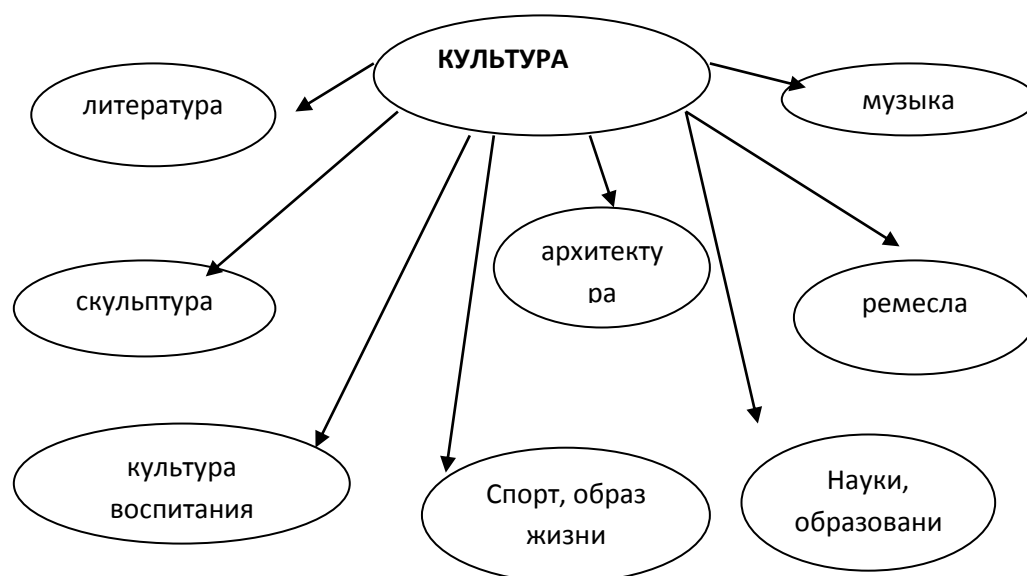 КУЛЬТУРА
литература
музыка
архитекту
ра
скульптура
ремесла
культура
воспитания
Спорт, образ
жизни
Науки,
образовани